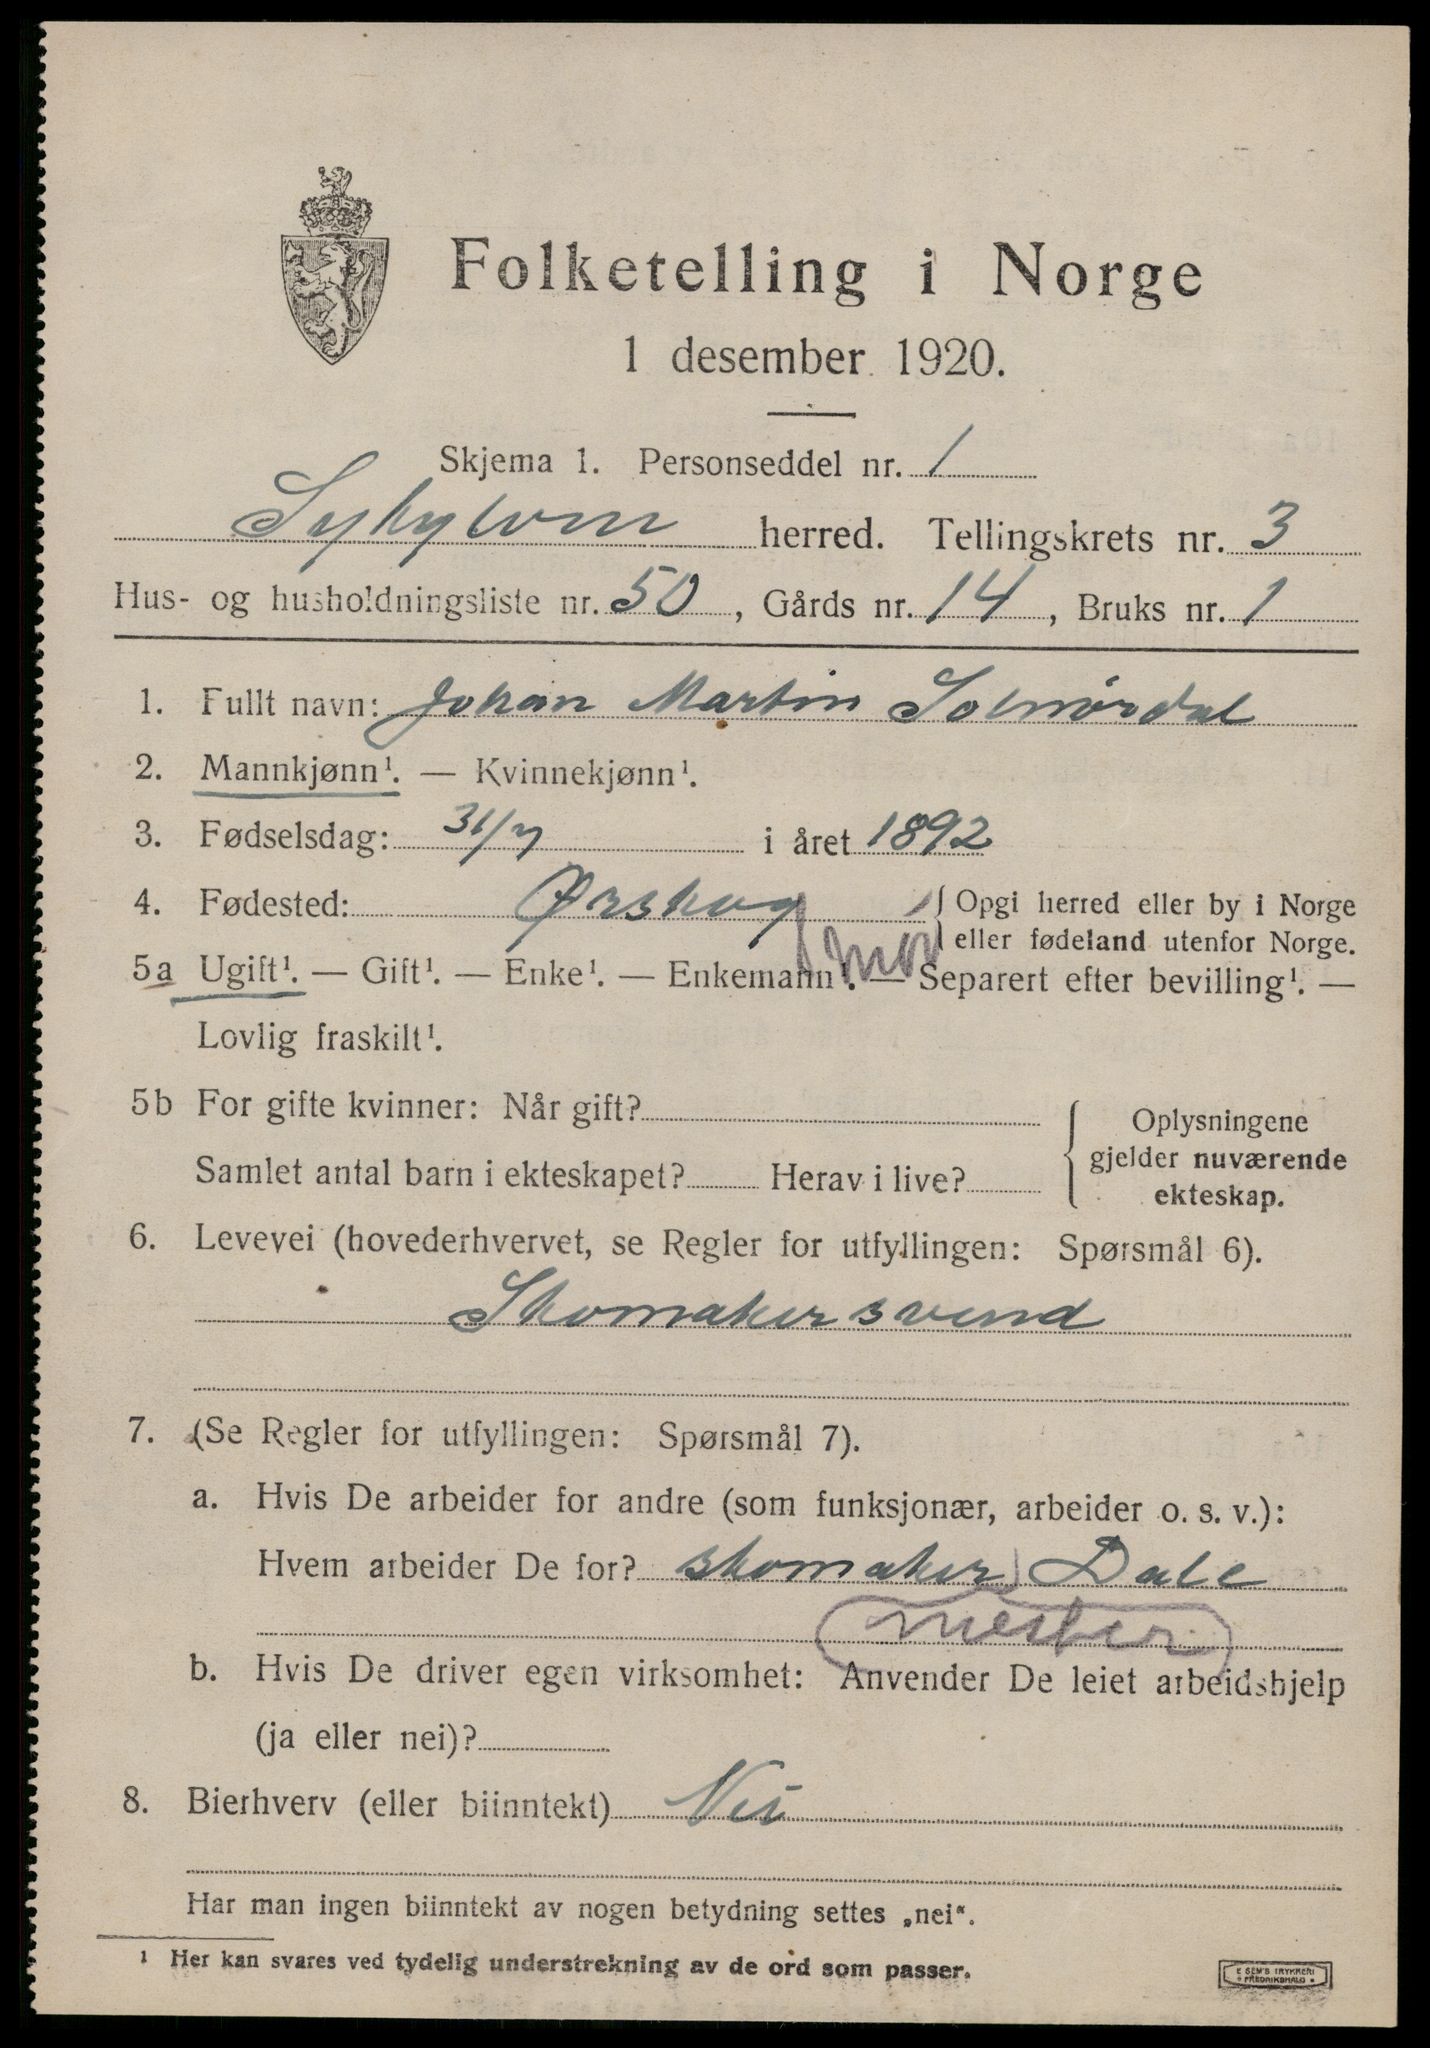 Folketelling i Norge
1 desember 1920.
Skjema 1. Personseddel nr. 1
Sykylven herred. Tellingskrets nr. 3
Hus- og husholdningsliste nr. 50, Gårds nr. 14, Bruks nr. 1
1. Fullt navn: Johan Martin Solnørdal
2. Mannkjønn¹. — Kvinnekjønn¹.
3. Fødselsdag: 31/7 i året 1892
4. Fødested: Ørskog { Opgi herred eller by i Norge
eller fødeland utenfor Norge.
5a Ugift¹. — Gift¹. — Enke¹. — Enkemann¹. — Separert efter bevilling¹. —
Lovlig fraskilt¹.
5b For gifte kvinner: Når gift?
Samlet antal barn i ekteskapet? Herav i live?
{ Oplysningene
gjelder nuværende
ekteskap.
6. Levevei (hovederhvervet, se Regler for utfyllingen: Spørsmål 6).
Skomakersvend
7. (Se Regler for utfyllingen: Spørsmål 7).
a. Hvis De arbeider for andre (som funksjonær, arbeider o. s. v.):
Hvem arbeider De for? skomaker Dale
mester
b. Hvis De driver egen virksomhet: Anvender De leiet arbeidshjelp
(ja eller nei)?
8. Bierhverv (eller biinntekt) Nei
Har man ingen biinntekt av nogen betydning settes „nei“.
¹ Her kan svares ved tydelig understrekning av de ord som passer.
E SEM'S TRYKKERI
FREDRIKSHALD